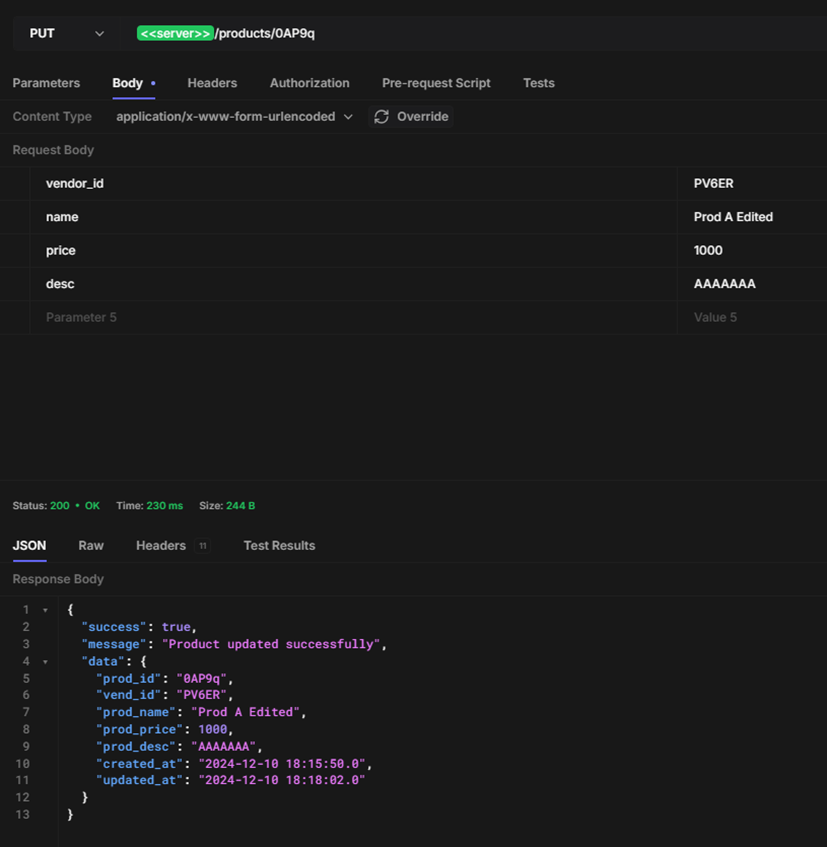 PUT <<server>>/products/0AP9q
Parameters Body • Headers Authorization Pre-request Script Tests
Content Type application/x-www-form-urlencoded Override
Request Body
vendor_id PV6ER
name Prod A Edited
price 1000
desc AAAAAAA
Parameter 5 Value 5
Status: 200 • OK Time: 230 ms Size: 244 B
JSON Raw Headers 11 Test Results
Response Body
1 {
2 "success": true,
3 "message": "Product updated successfully",
4 "data": {
5 "prod_id": "0AP9q",
6 "vend_id": "PV6ER",
7 "prod_name": "Prod A Edited",
8 "prod_price": 1000,
9 "prod_desc": "AAAAAAA",
10 "created_at": "2024-12-10 18:15:50.0",
11 "updated_at": "2024-12-10 18:18:02.0"
12 }
13 }